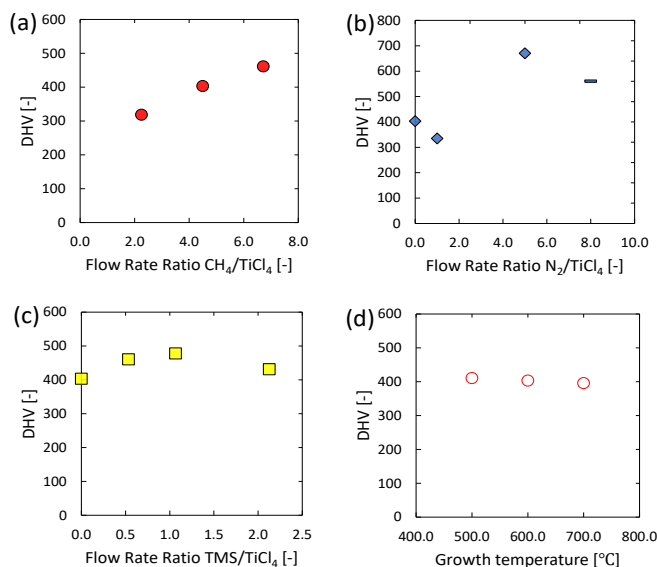 (a)
600
500
400
300
200
100
0
DHV [-]
0.0 2.0 4.0 6.0 8.0
Flow Rate Ratio CH₄/TiCl₄ [-]
(b)
800
700
600
500
400
300
200
100
0
DHV [-]
0.0 2.0 4.0 6.0 8.0 10.0
Flow Rate Ratio N₂/TiCl₄ [-]
(c)
600
500
400
300
200
100
0
DHV [-]
0.0 0.5 1.0 1.5 2.0 2.5
Flow Rate Ratio TMS/TiCl₄ [-]
(d)
600
500
400
300
200
100
0
DHV [-]
400.0 500.0 600.0 700.0 800.0
Growth temperature [℃]